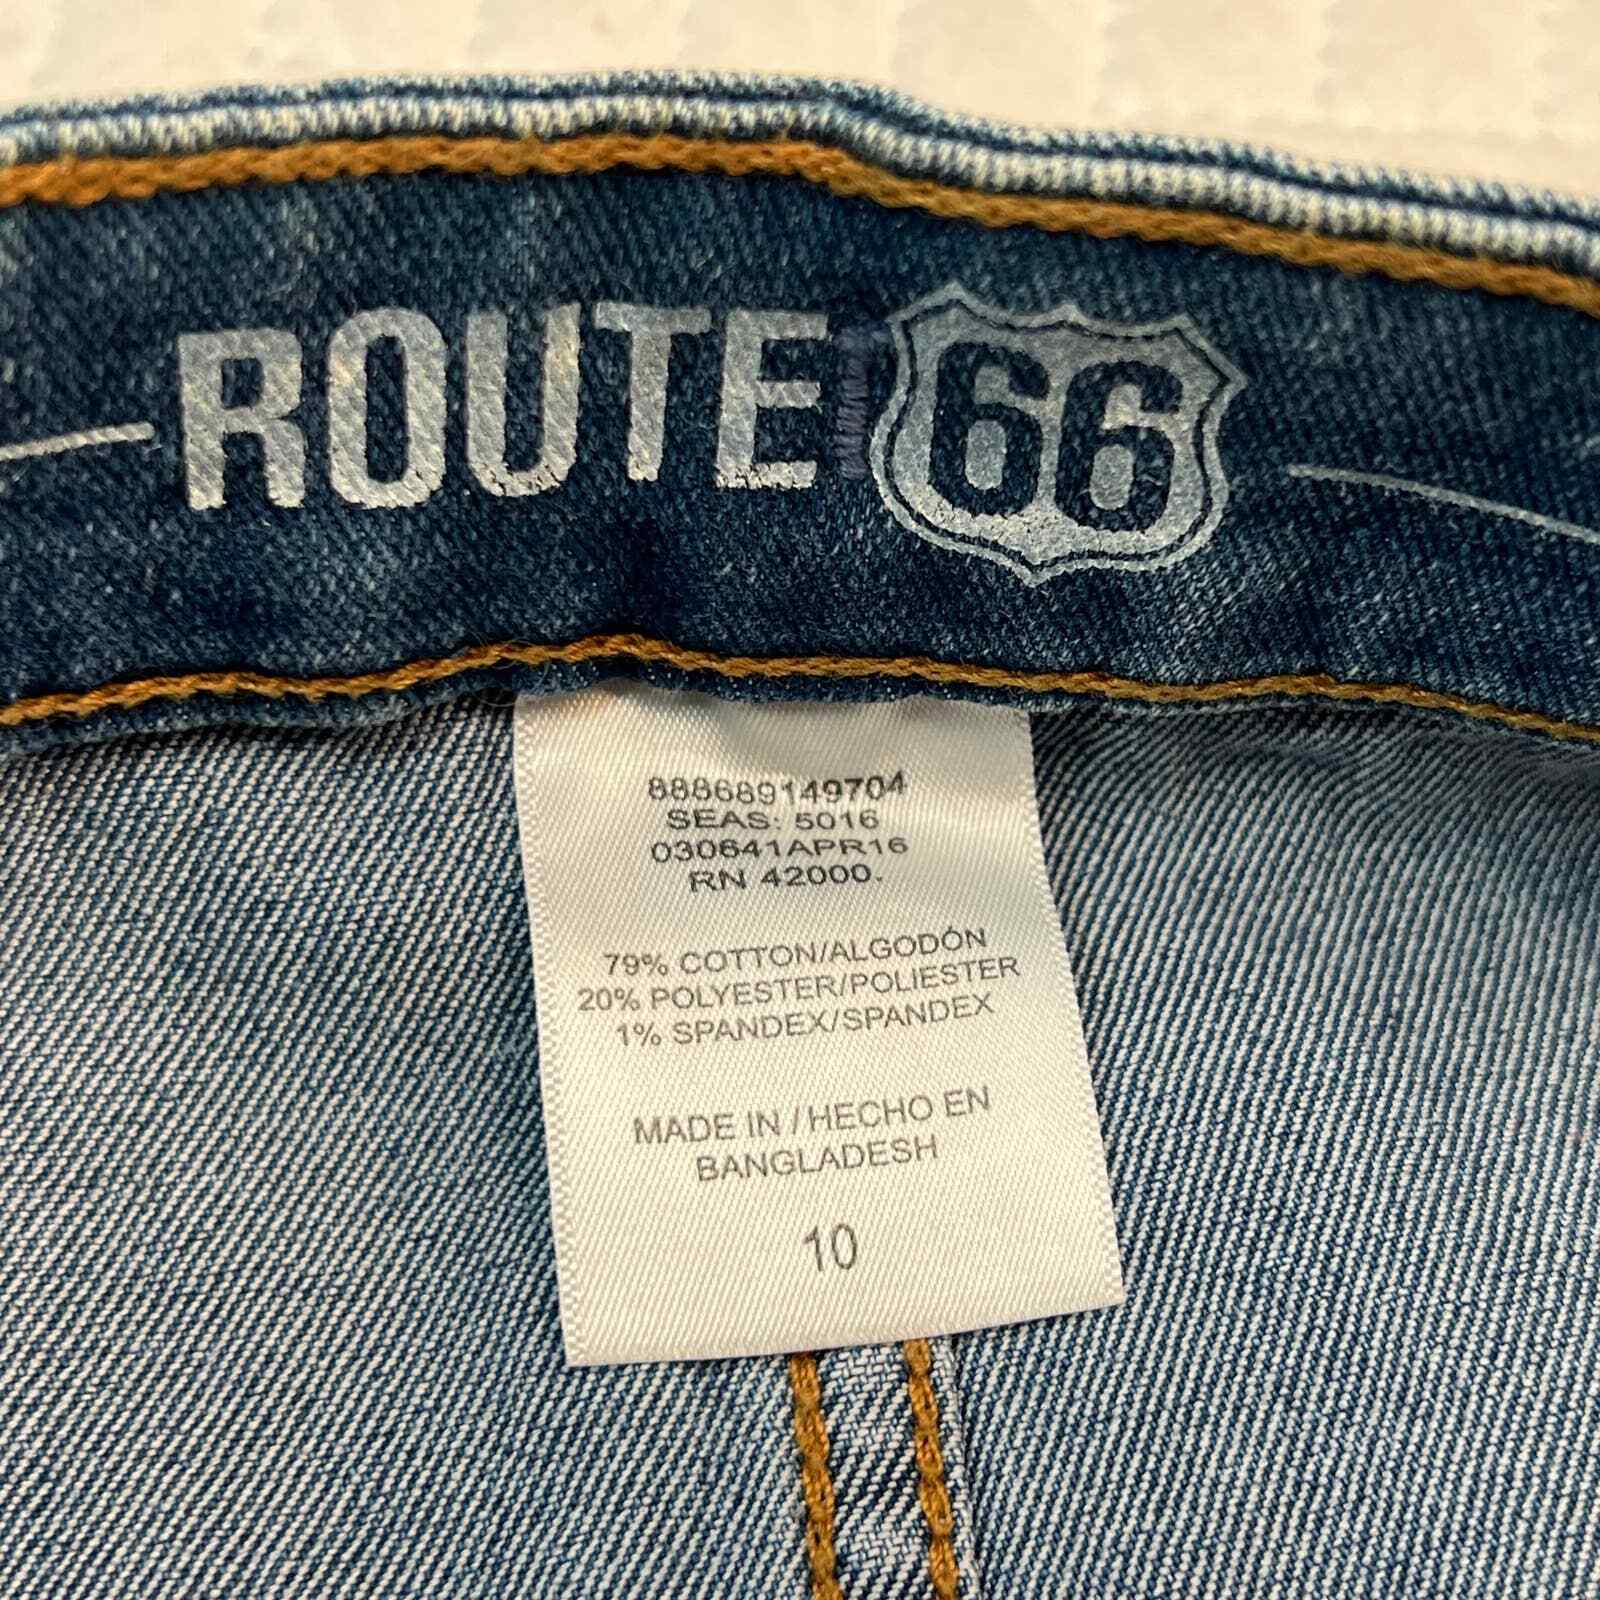 ROUTE 66
888689149704
SEAS: 5016
030641APR16
RN 42000.
79% COTTON/ALGODÓN
20% POLYESTER/POLIESTER
1% SPANDEX/SPANDEX
MADE IN / HECHO EN
BANGLADESH
10